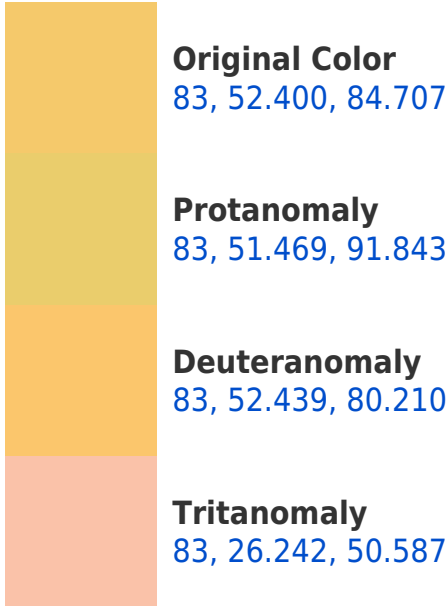 Original Color
83, 52.400, 84.707
Protanomaly
83, 51.469, 91.843
Deuteranomaly
83, 52.439, 80.210
Tritanomaly
83, 26.242, 50.587